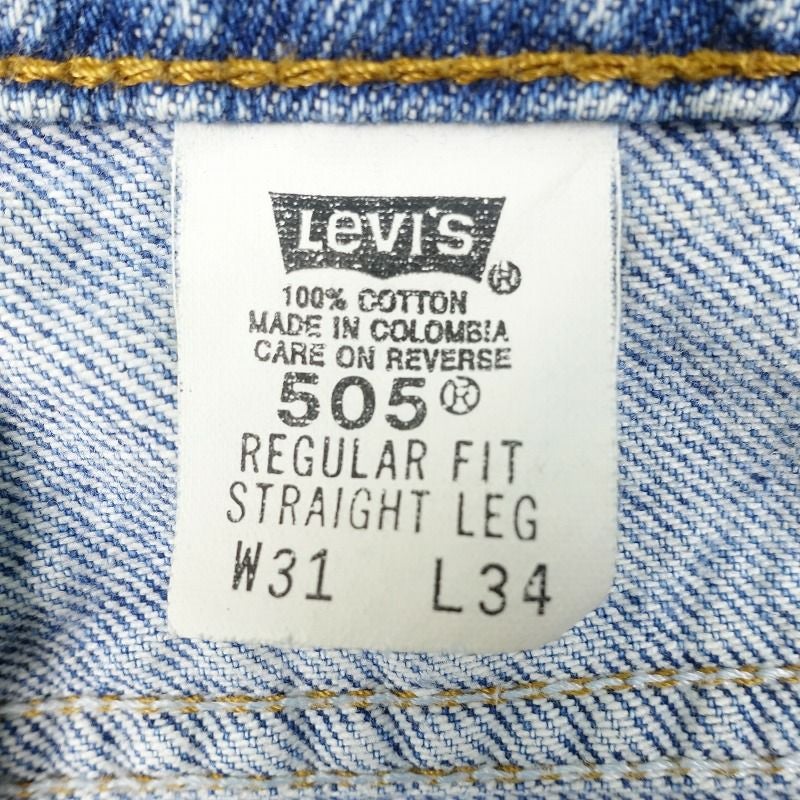 LEVI'S ®
100% COTTON
MADE IN COLOMBIA
CARE ON REVERSE
505®
REGULAR FIT
STRAIGHT LEG
W31 L34